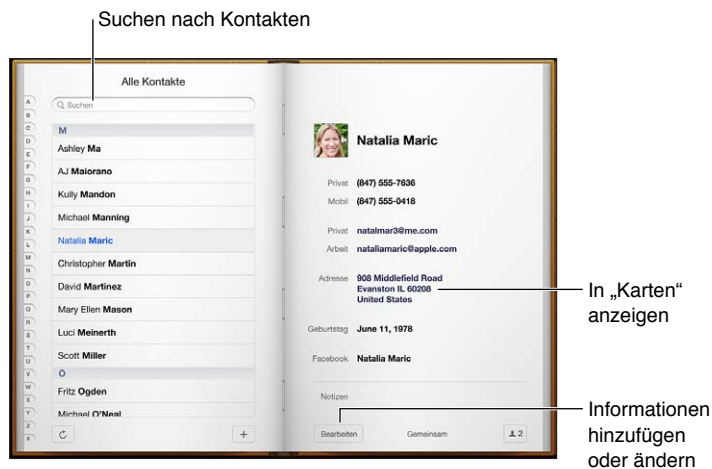 Suchen nach Kontakten
Alle Kontakte
Suchen
A
B
C
D
E
F
G
H
I
J
K
L
M
N
O
P
Q
R
S
T
U
V
W
X
Y
Z
#
M
Ashley Ma
AJ Maiorano
Kully Mandon
Michael Manning
Natalia Maric
Christopher Martin
David Martinez
Mary Ellen Mason
Luci Meinerth
Scott Miller
O
Fritz Ogden
Michael O'Neal
Natalia Maric
Privat (847) 555-7636
Mobil (847) 555-0418
Privat natalmar3@me.com
Arbeit nataliamaric@apple.com
Adresse 908 Middlefield Road
Evanston IL 60208
United States
Geburtstag June 11, 1978
Facebook Natalia Maric
Notizen
Bearbeiten Gemeinsam 2
In „Karten“
anzeigen
Informationen
hinzufügen
oder ändern